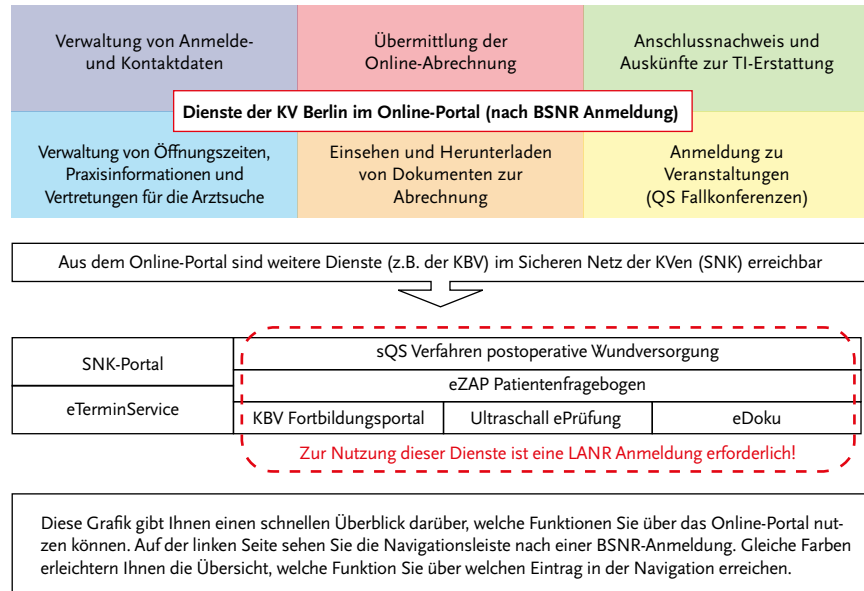 Verwaltung von Anmelde-
und Kontaktdaten
Übermittlung der
Online-Abrechnung
Anschlussnachweis und
Auskünfte zur TI-Erstattung
Dienste der KV Berlin im Online-Portal (nach BSNR Anmeldung)
Verwaltung von Öffnungszeiten,
Praxisinformationen und
Vertretungen für die Arztsuche
Einsehen und Herunterladen
von Dokumenten zur
Abrechnung
Anmeldung zu
Veranstaltungen
(QS Fallkonferenzen)
Aus dem Online-Portal sind weitere Dienste (z.B. der KBV) im Sicheren Netz der KVen (SNK) erreichbar
SNK-Portal
eTerminService
sQS Verfahren postoperative Wundversorgung
eZAP Patientenfragebogen
KBV Fortbildungsportal
Ultraschall ePrüfung
eDoku
Zur Nutzung dieser Dienste ist eine LANR Anmeldung erforderlich!
Diese Grafik gibt Ihnen einen schnellen Überblick darüber, welche Funktionen Sie über das Online-Portal nut-
zen können. Auf der linken Seite sehen Sie die Navigationsleiste nach einer BSNR-Anmeldung. Gleiche Farben
erleichtern Ihnen die Übersicht, welche Funktion Sie über welchen Eintrag in der Navigation erreichen.